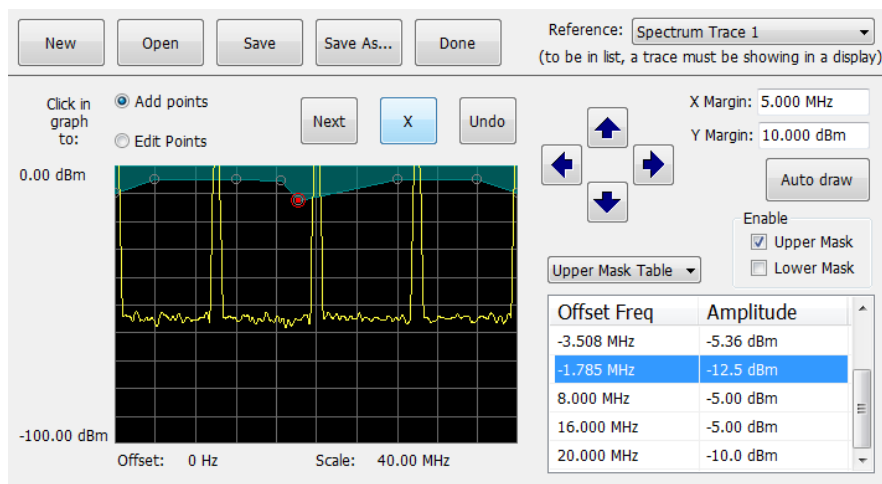 New Open Save Save As... Done
Reference: Spectrum Trace 1
(to be in list, a trace must be showing in a display)
Click in graph to:
Add points
Edit Points
Next X Undo
X Margin: 5.000 MHz
Y Margin: 10.000 dBm
Auto draw
Enable
Upper Mask
Lower Mask
0.00 dBm
-100.00 dBm
Offset: 0 Hz Scale: 40.00 MHz
Upper Mask Table
Offset Freq Amplitude
-3.508 MHz -5.36 dBm
-1.785 MHz -12.5 dBm
8.000 MHz -5.00 dBm
16.000 MHz -5.00 dBm
20.000 MHz -10.0 dBm